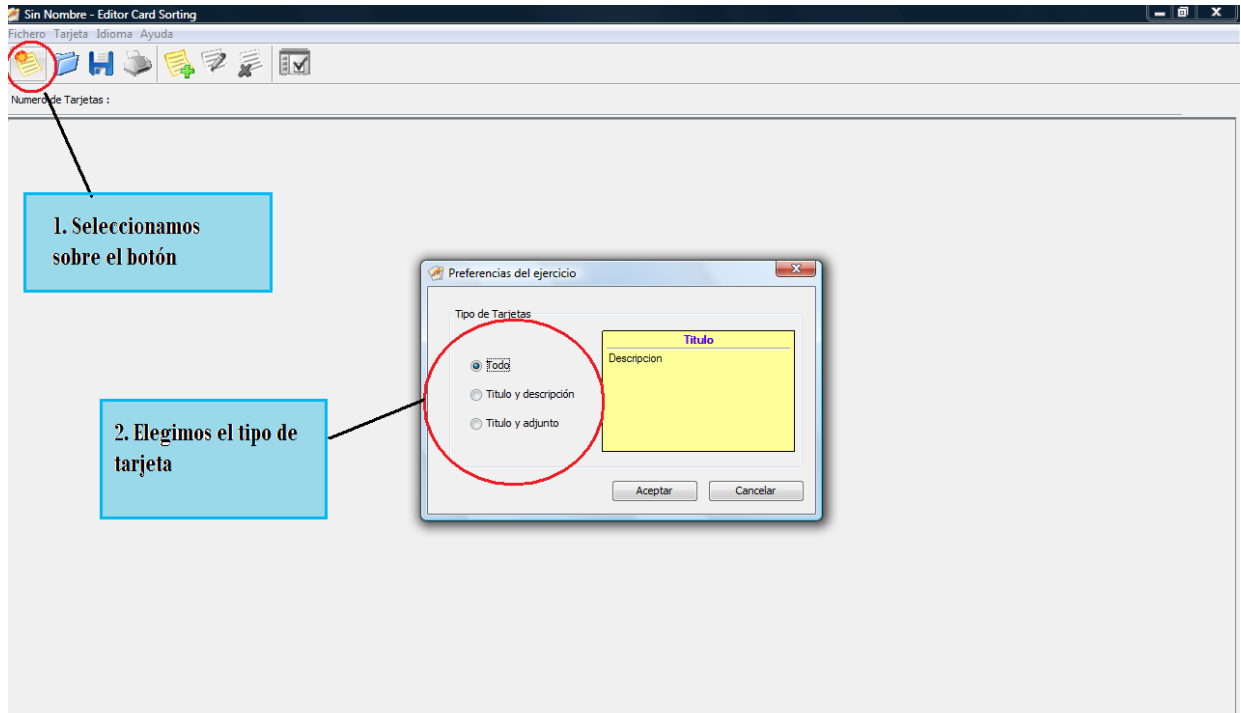 Sin Nombre - Editor Card Sorting
Fichero Tarjeta Idioma Ayuda
Numero de Tarjetas :
1. Seleccionamos
sobre el botón
Preferencias del ejercicio
Tipo de Tarjetas
Titulo
Descripcion
Todo
Titulo y descripción
Titulo y adjunto
2. Elegimos el tipo de
tarjeta
Aceptar Cancelar